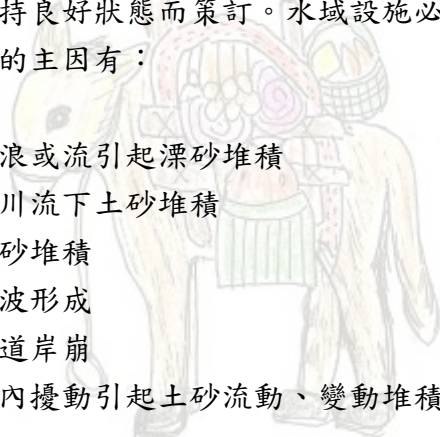 持良好狀態而策訂。水域設施必
的主因有：
浪或流引起漂砂堆積
川流下土砂堆積
砂堆積
波形成
道岸崩
內擾動引起土砂流動、變動堆積